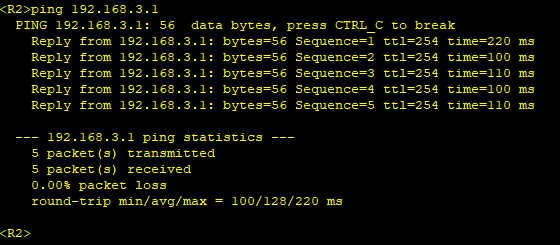 <R2>ping 192.168.3.1
PING 192.168.3.1: 56 data bytes, press CTRL_C to break
Reply from 192.168.3.1: bytes=56 Sequence=1 ttl=254 time=220 ms
Reply from 192.168.3.1: bytes=56 Sequence=2 ttl=254 time=100 ms
Reply from 192.168.3.1: bytes=56 Sequence=3 ttl=254 time=110 ms
Reply from 192.168.3.1: bytes=56 Sequence=4 ttl=254 time=100 ms
Reply from 192.168.3.1: bytes=56 Sequence=5 ttl=254 time=110 ms
--- 192.168.3.1 ping statistics ---
5 packet(s) transmitted
5 packet(s) received
0.00% packet loss
round-trip min/avg/max = 100/128/220 ms
<R2>